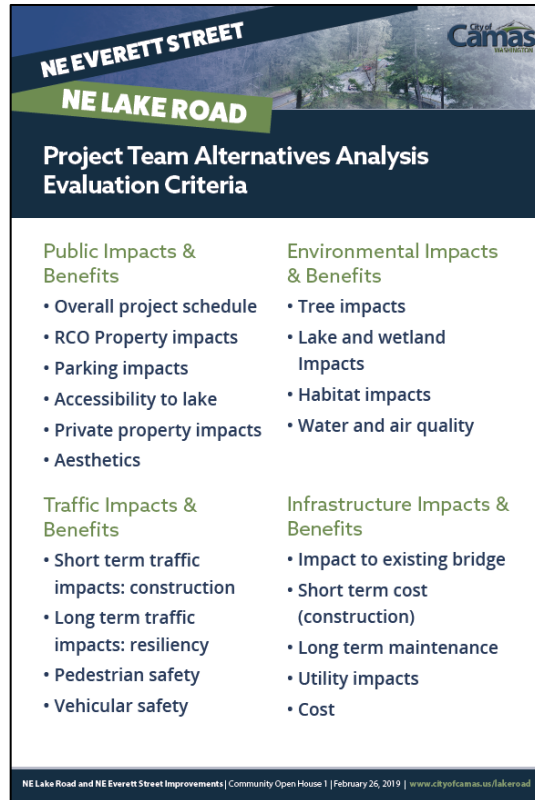 NE EVERETT STREET
City of
Camas
WASHINGTON
NE LAKE ROAD
Project Team Alternatives Analysis
Evaluation Criteria
Public Impacts &
Benefits
• Overall project schedule
• RCO Property impacts
• Parking impacts
• Accessibility to lake
• Private property impacts
• Aesthetics
Environmental Impacts
& Benefits
• Tree impacts
• Lake and wetland
Impacts
• Habitat impacts
• Water and air quality
Traffic Impacts &
Benefits
• Short term traffic
impacts: construction
• Long term traffic
impacts: resiliency
• Pedestrian safety
• Vehicular safety
Infrastructure Impacts &
Benefits
• Impact to existing bridge
• Short term cost
(construction)
• Long term maintenance
• Utility impacts
• Cost
NE Lake Road and NE Everett Street Improvements | Community Open House 1 | February 26, 2019 | www.cityofcamas.us/lakeroad